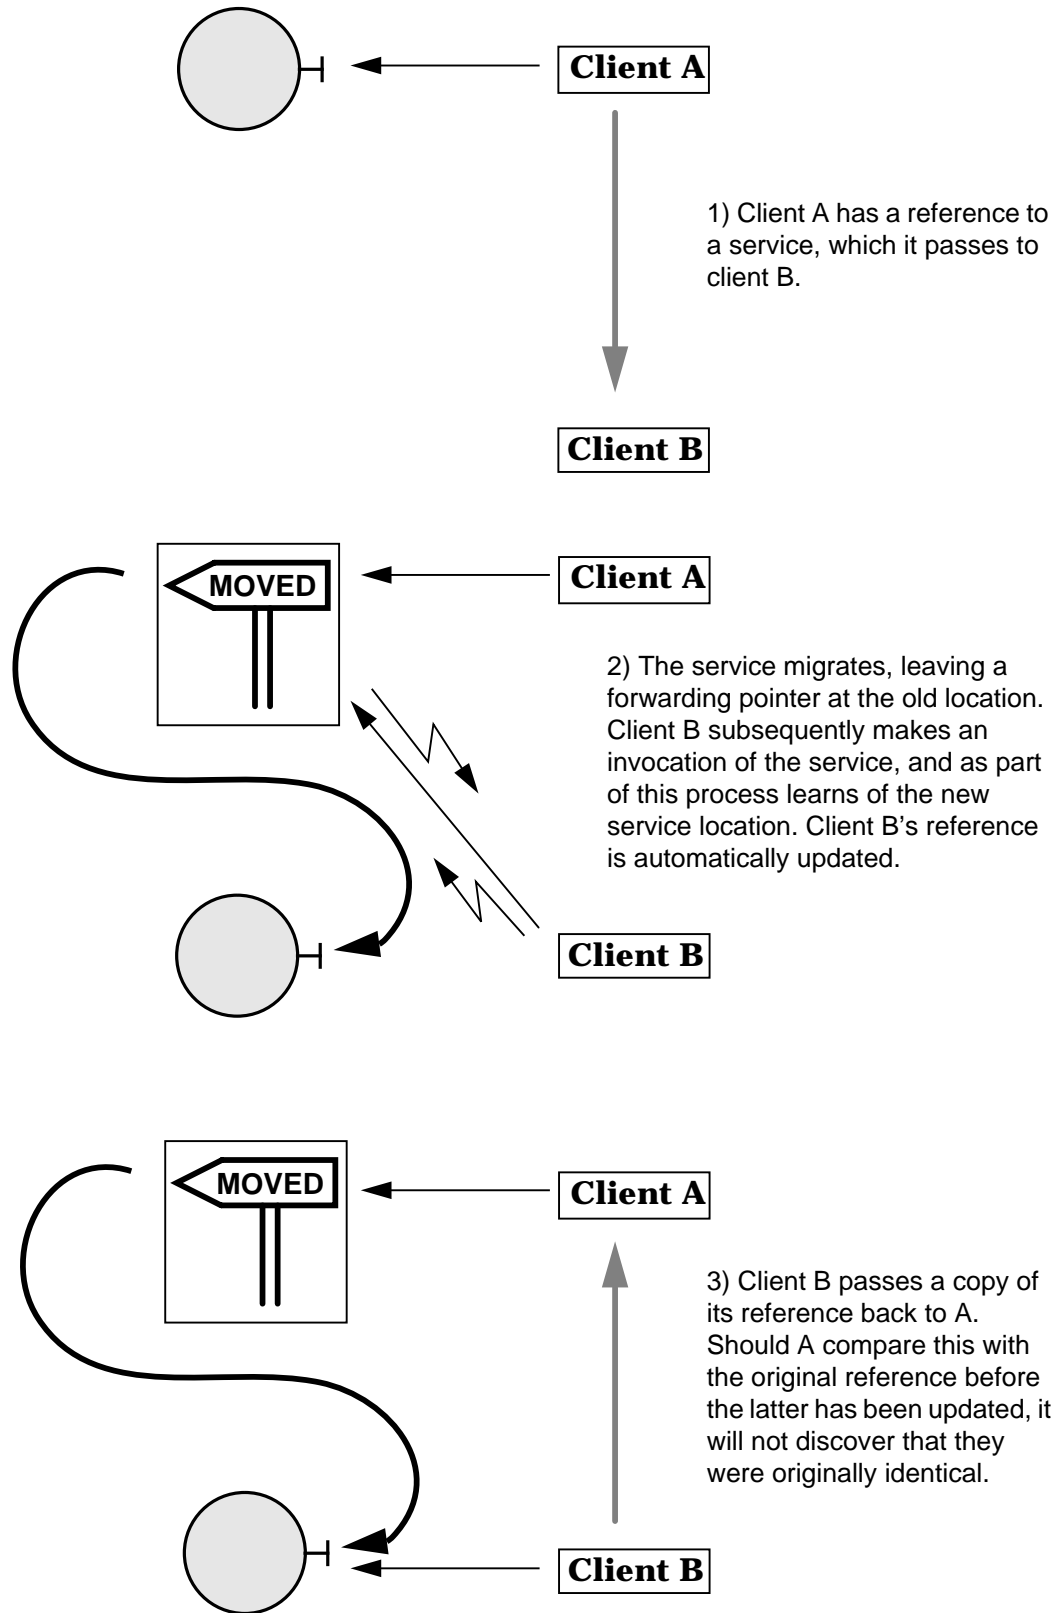 Client A
1) Client A has a reference to
a service, which it passes to
client B.
Client B
MOVED
Client A
2) The service migrates, leaving a
forwarding pointer at the old location.
Client B subsequently makes an
invocation of the service, and as part
of this process learns of the new
service location. Client B's reference
is automatically updated.
Client B
MOVED
Client A
3) Client B passes a copy of
its reference back to A.
Should A compare this with
the original reference before
the latter has been updated, it
will not discover that they
were originally identical.
Client B